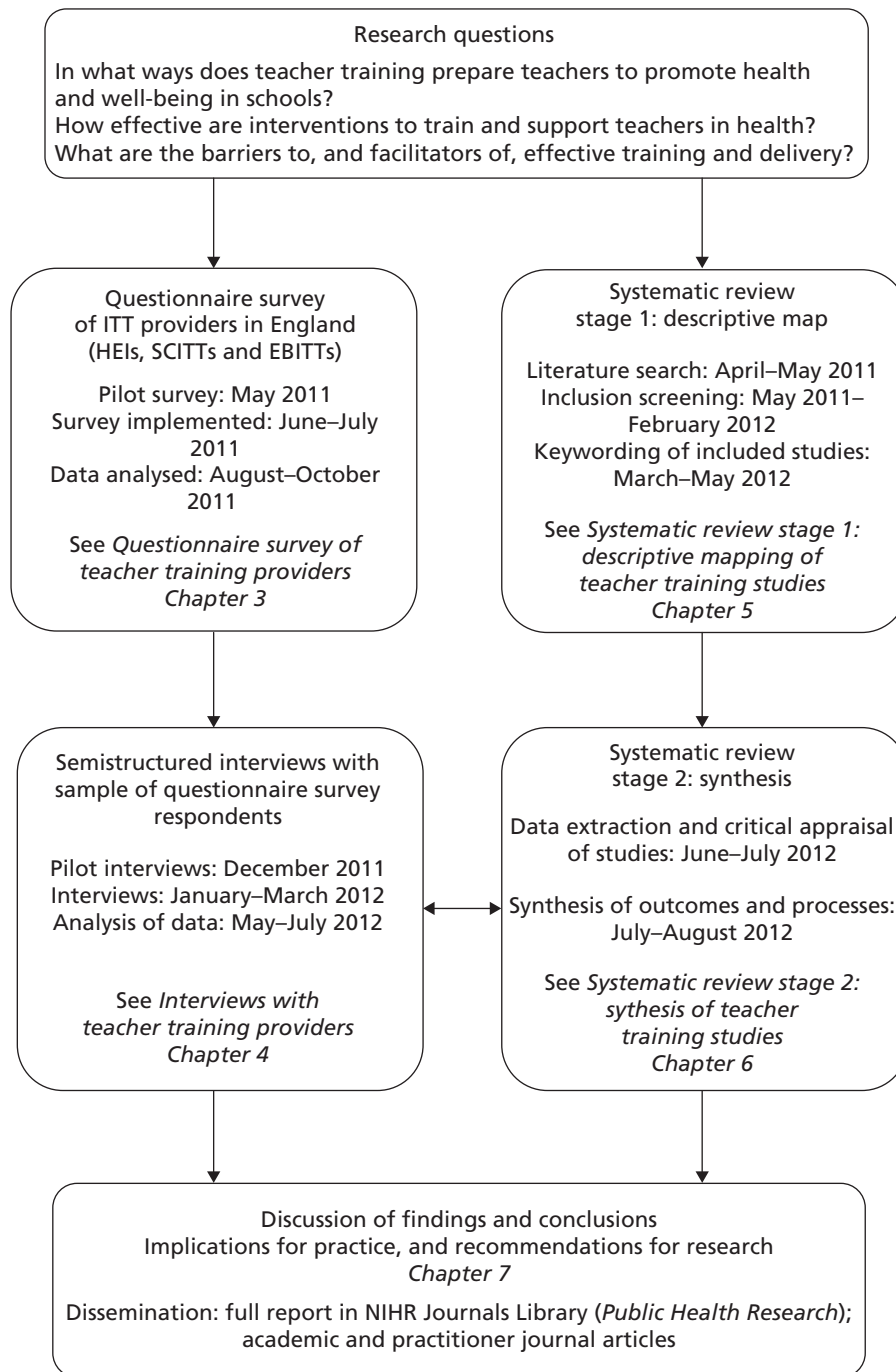 Research questions
In what ways does teacher training prepare teachers to promote health
and well-being in schools?
How effective are interventions to train and support teachers in health?
What are the barriers to, and facilitators of, effective training and delivery?
Questionnaire survey
of ITT providers in England
(HEIs, SCITTs and EBITTs)
Pilot survey: May 2011
Survey implemented: June–July
2011
Data analysed: August–October
2011
See Questionnaire survey of
teacher training providers
Chapter 3
Systematic review
stage 1: descriptive map
Literature search: April–May 2011
Inclusion screening: May 2011–
February 2012
Keywording of included studies:
March–May 2012
See Systematic review stage 1:
descriptive mapping of
teacher training studies
Chapter 5
Semistructured interviews with
sample of questionnaire survey
respondents
Pilot interviews: December 2011
Interviews: January–March 2012
Analysis of data: May–July 2012
See Interviews with
teacher training providers
Chapter 4
Systematic review
stage 2: synthesis
Data extraction and critical appraisal
of studies: June–July 2012
Synthesis of outcomes and processes:
July–August 2012
See Systematic review stage 2:
sythesis of teacher
training studies
Chapter 6
Discussion of findings and conclusions
Implications for practice, and recommendations for research
Chapter 7
Dissemination: full report in NIHR Journals Library (Public Health Research);
academic and practitioner journal articles